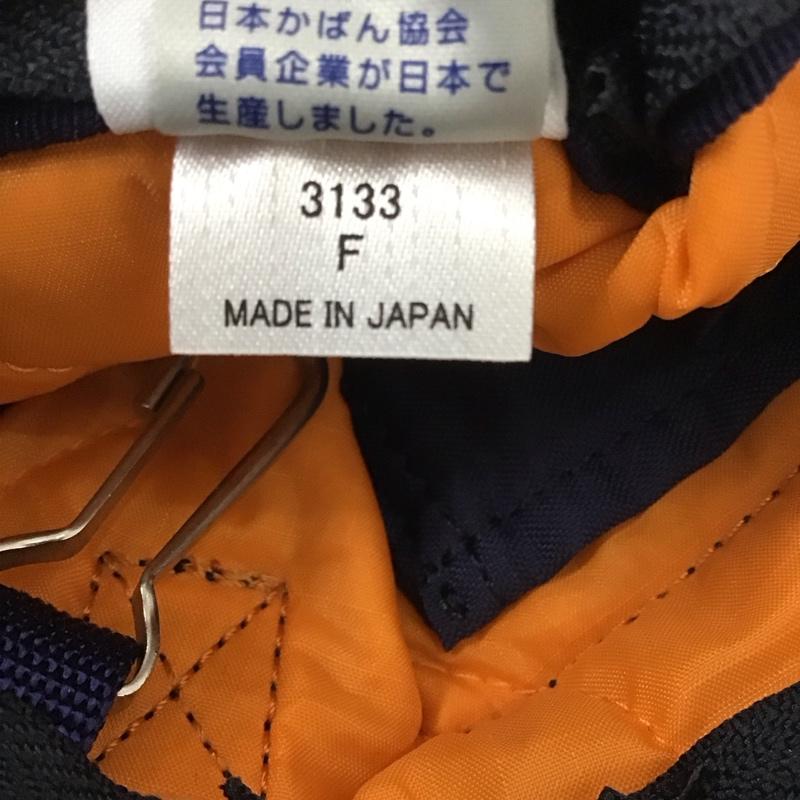 日本かばん協会
会員企業が日本で
生産しました。
3133
F
MADE IN JAPAN